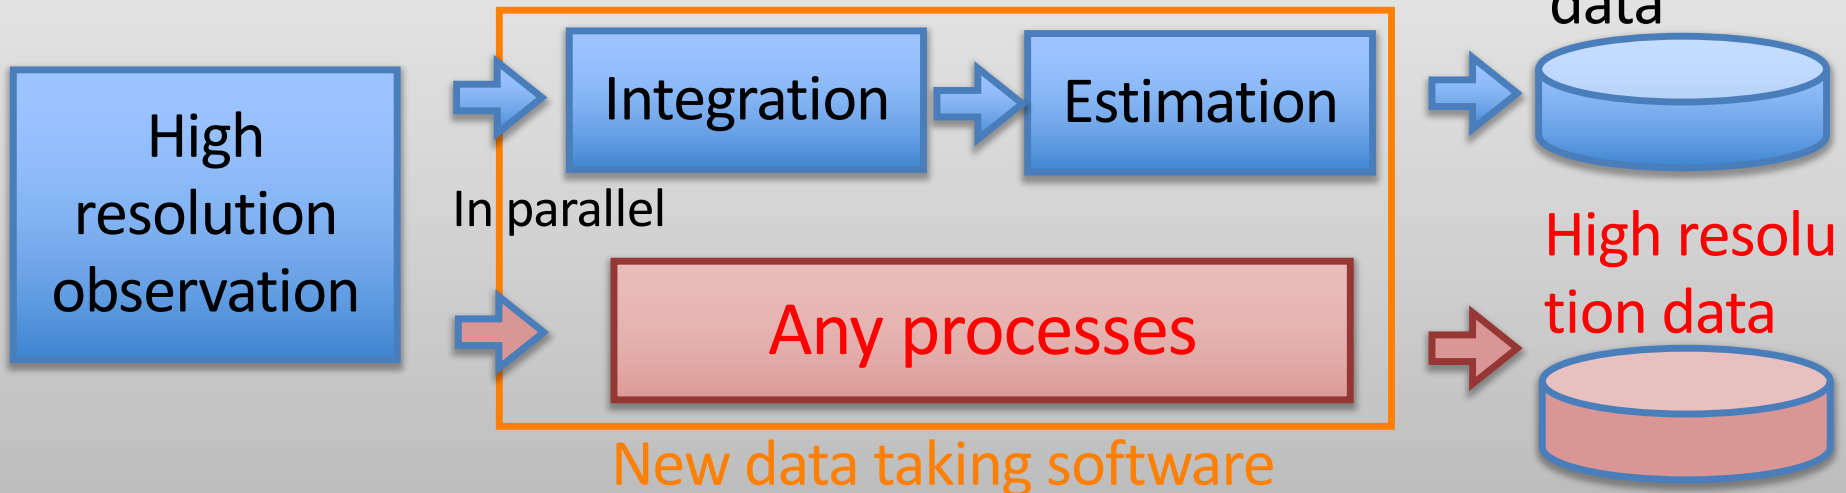 data
High
resolution
observation
Integration
Estimation
In parallel
Any processes
High resolu
tion data
New data taking software